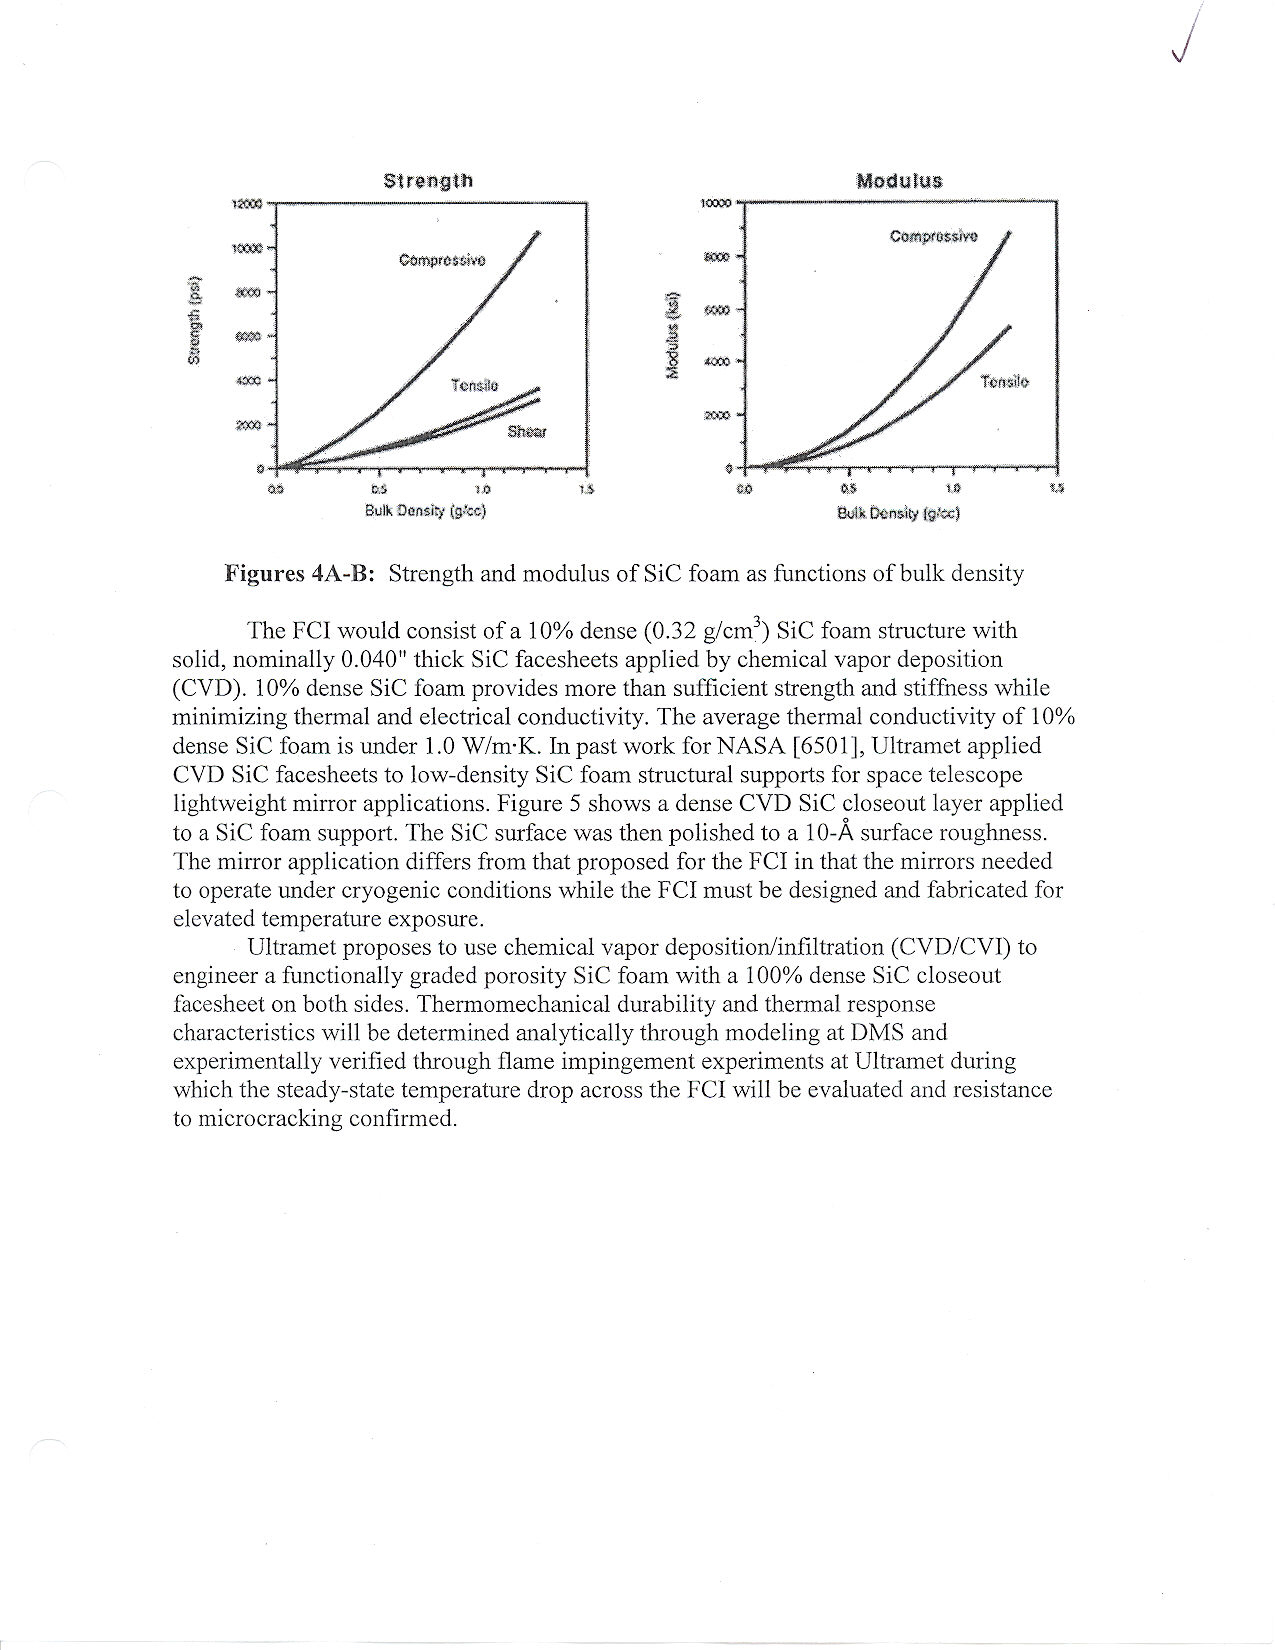 Strength
12000
10000
8000
6000
4000
2000
0
Strength (psi)
Compressive
Tensile
Shear
0.0 0.5 1.0 1.5
Bulk Density (g/cc)
Modulus
10000
8000
6000
4000
2000
0
Modulus (ksi)
Compressive
Tensile
0.0 0.5 1.0 1.5
Bulk Density (g/cc)
Figures 4A-B: Strength and modulus of SiC foam as functions of bulk density
The FCI would consist of a 10% dense (0.32 g/cm³) SiC foam structure with
solid, nominally 0.040" thick SiC facesheets applied by chemical vapor deposition
(CVD). 10% dense SiC foam provides more than sufficient strength and stiffness while
minimizing thermal and electrical conductivity. The average thermal conductivity of 10%
dense SiC foam is under 1.0 W/m·K. In past work for NASA [6501], Ultramet applied
CVD SiC facesheets to low-density SiC foam structural supports for space telescope
lightweight mirror applications. Figure 5 shows a dense CVD SiC closeout layer applied
to a SiC foam support. The SiC surface was then polished to a 10-Å surface roughness.
The mirror application differs from that proposed for the FCI in that the mirrors needed
to operate under cryogenic conditions while the FCI must be designed and fabricated for
elevated temperature exposure.
Ultramet proposes to use chemical vapor deposition/infiltration (CVD/CVI) to
engineer a functionally graded porosity SiC foam with a 100% dense SiC closeout
facesheet on both sides. Thermomechanical durability and thermal response
characteristics will be determined analytically through modeling at DMS and
experimentally verified through flame impingement experiments at Ultramet during
which the steady-state temperature drop across the FCI will be evaluated and resistance
to microcracking confirmed.